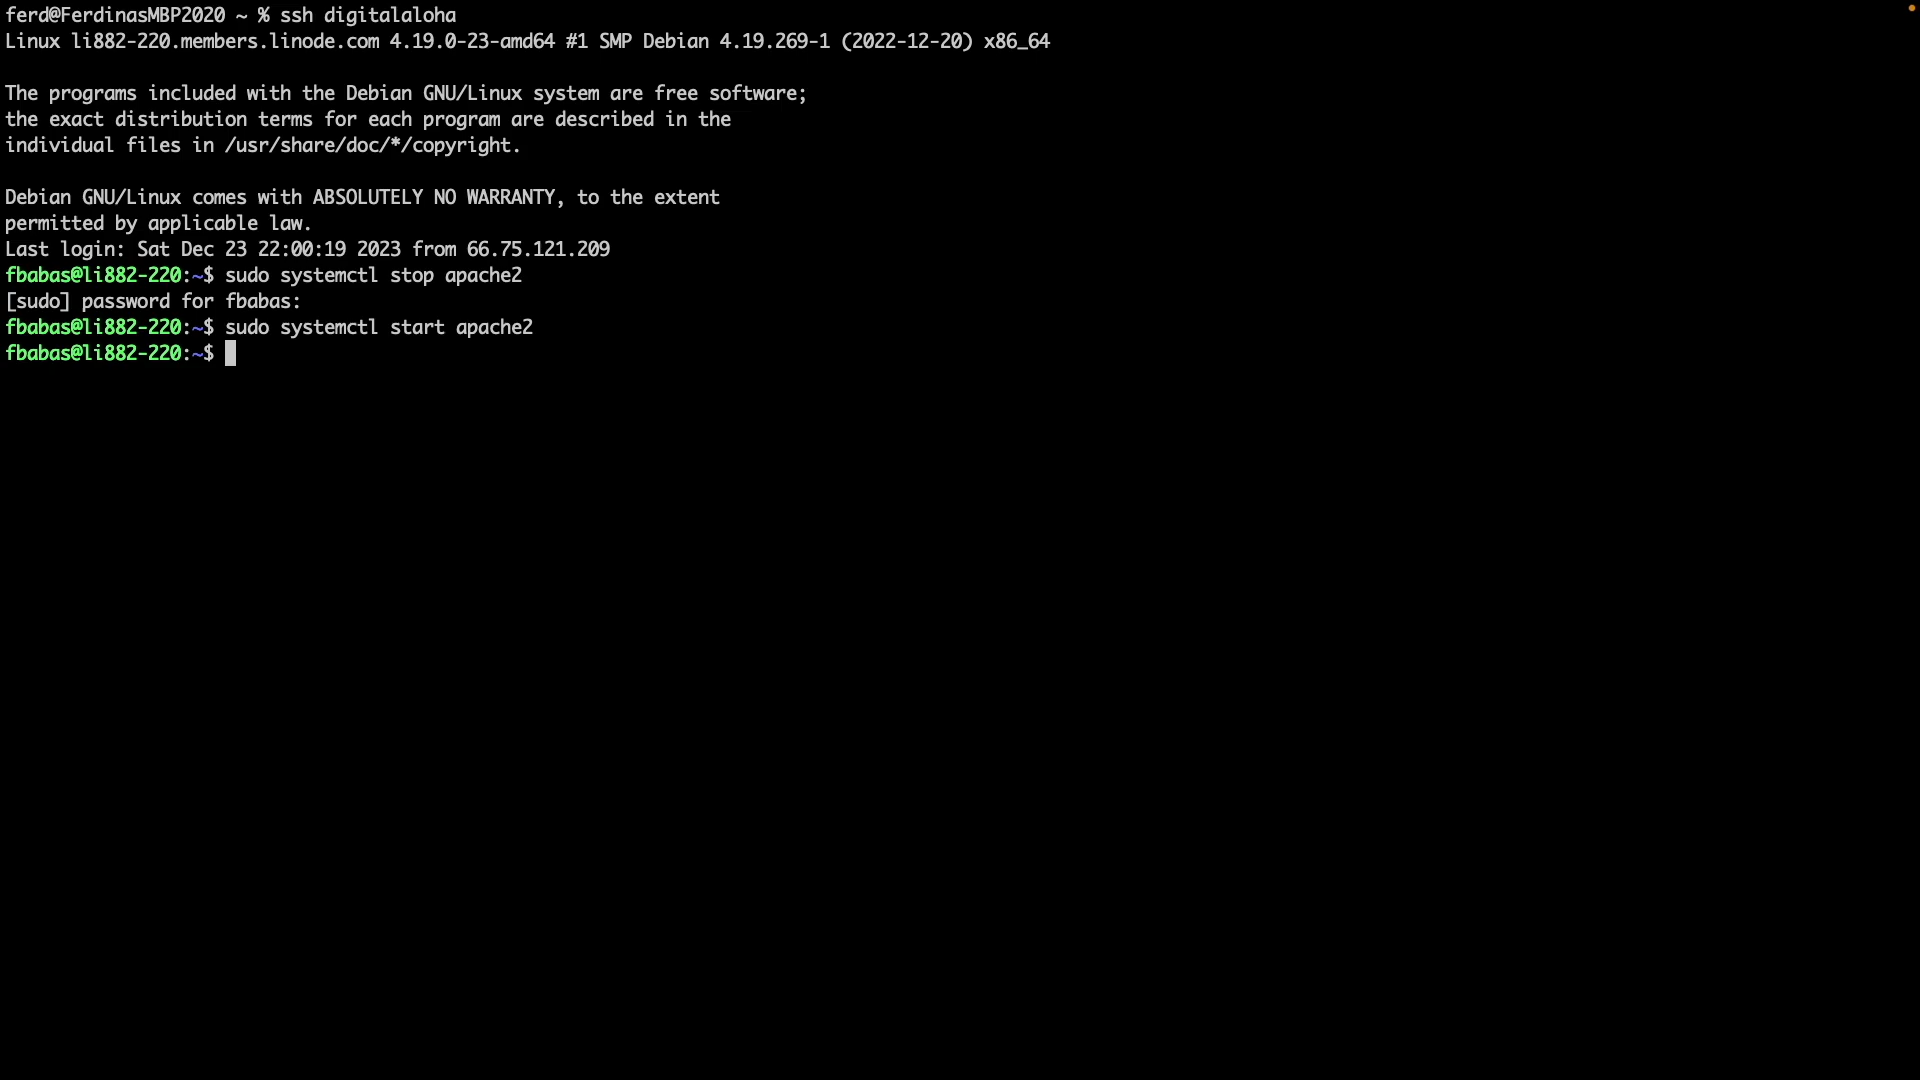 ferd@FerdinasMBP2020 ~ % ssh digitalaloha
Linux li882-220.members.linode.com 4.19.0-23-amd64 #1 SMP Debian 4.19.269-1 (2022-12-20) x86_64
The programs included with the Debian GNU/Linux system are free software;
the exact distribution terms for each program are described in the
individual files in /usr/share/doc/*/copyright.
Debian GNU/Linux comes with ABSOLUTELY NO WARRANTY, to the extent
permitted by applicable law.
Last login: Sat Dec 23 22:00:19 2023 from 66.75.121.209
fbabas@li882-220:~$ sudo systemctl stop apache2
[sudo] password for fbabas:
fbabas@li882-220:~$ sudo systemctl start apache2
fbabas@li882-220:~$